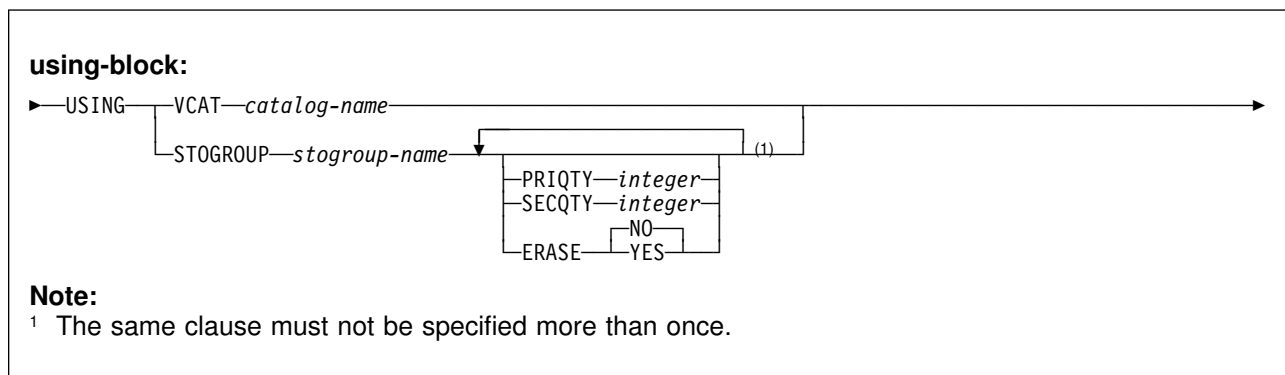 using-block:
USING VCAT catalog-name
STOGROUP stogroup-name (1)
PRIQTY integer
SECQTY integer
NO
ERASE YES
Note:
1 The same clause must not be specified more than once.